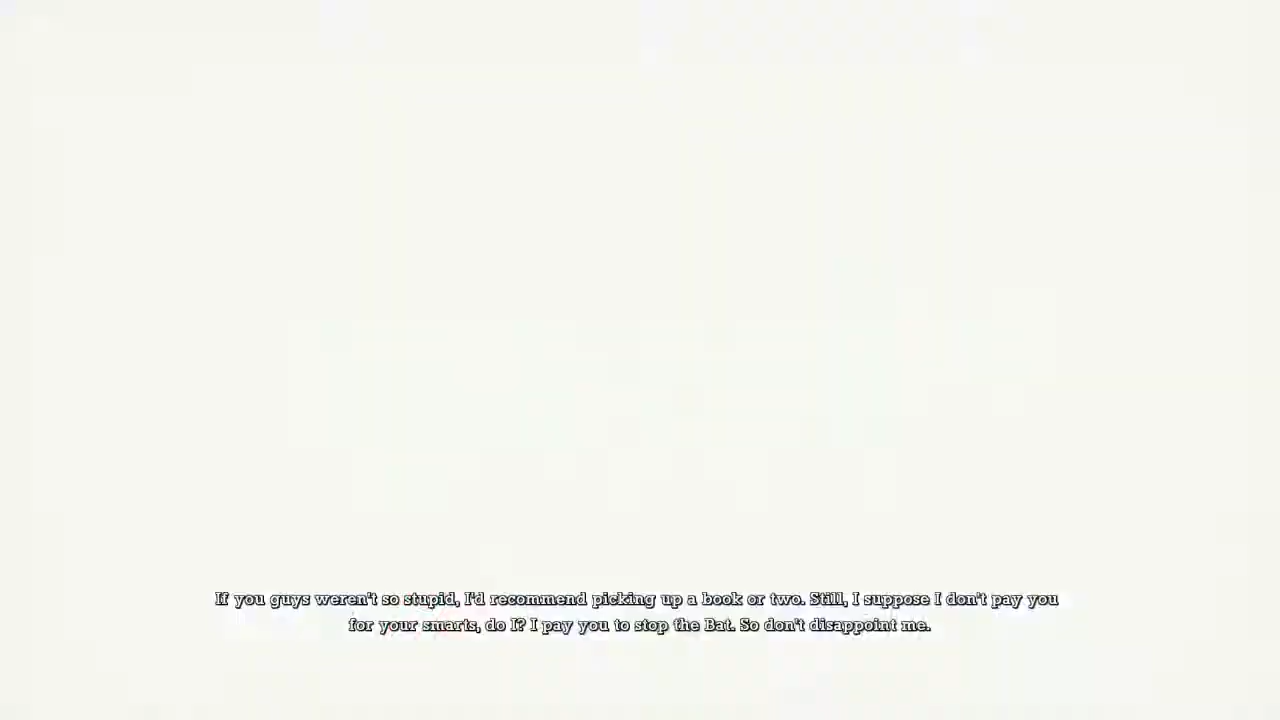 If you guys weren't so stupid, I'd recommend picking up a book or two. Still, I suppose I don't pay you
for your smarts, do I? I pay you to stop the Bat. So don't disappoint me.